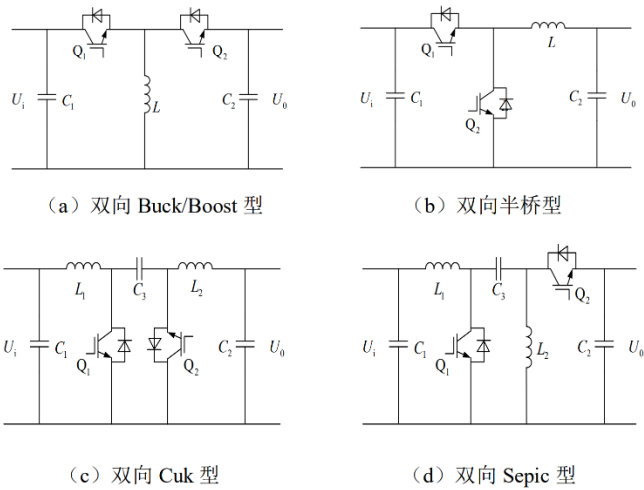 Q₁ Q₂
Uᵢ C₁ L C₂ U₀
（a）双向 Buck/Boost 型
Q₁ L
Uᵢ C₁ Q₂ C₂ U₀
（b）双向半桥型
L₁ C₃ L₂
Uᵢ C₁ Q₁ Q₂ C₂ U₀
（c）双向 Cuk 型
L₁ C₃ Q₂
Uᵢ C₁ Q₁ L₂ C₂ U₀
（d）双向 Sepic 型